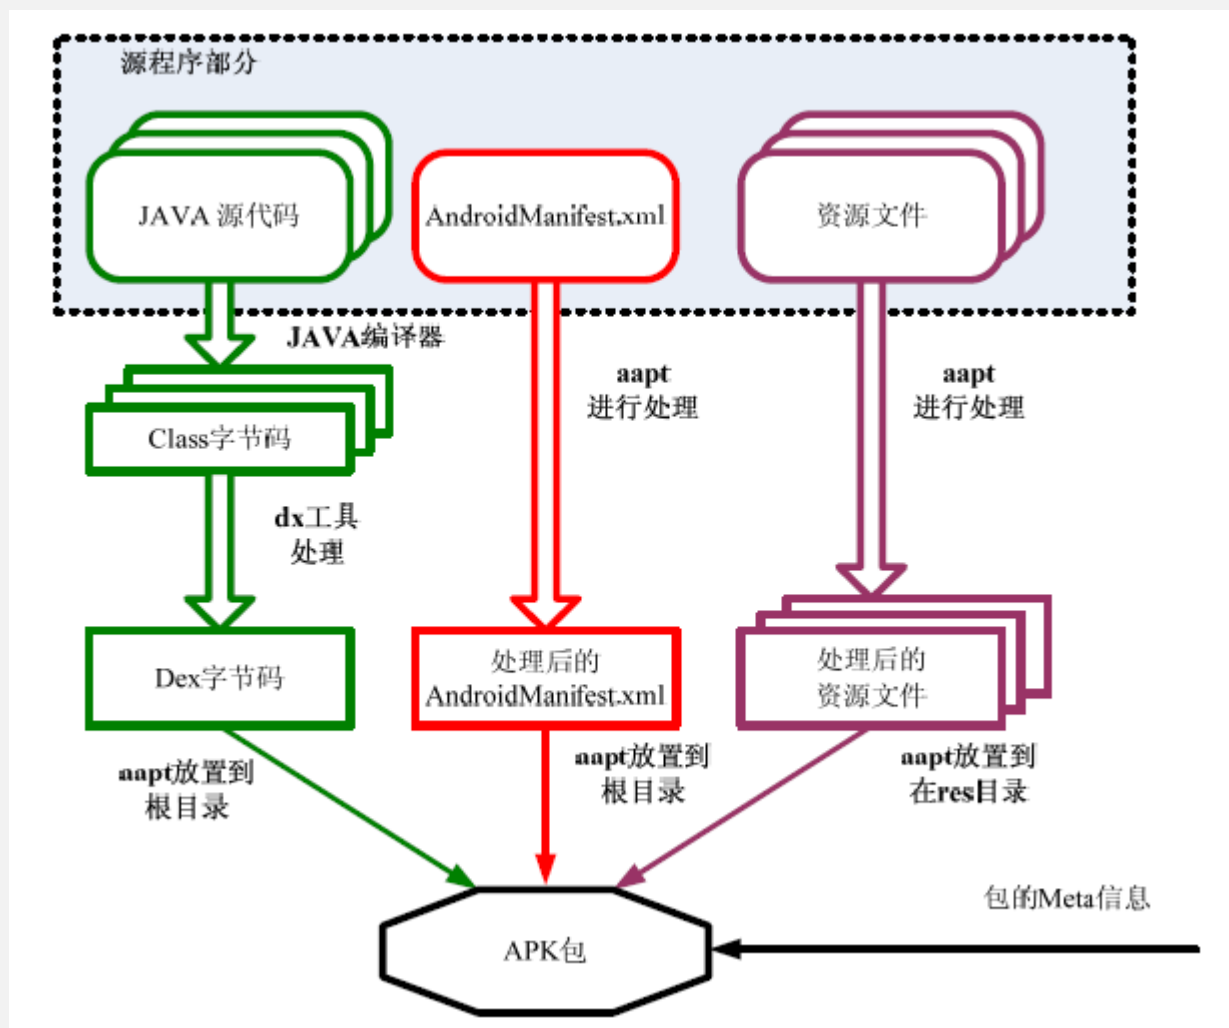 源程序部分
JAVA 源代码
AndroidManifest.xml
资源文件
JAVA编译器
aapt
进行处理
aapt
进行处理
Class字节码
dx工具
处理
Dex字节码
处理后的
AndroidManifest.xml
处理后的
资源文件
aapt放置到
根目录
aapt放置到
根目录
aapt放置到
在res目录
包的Meta信息
APK包